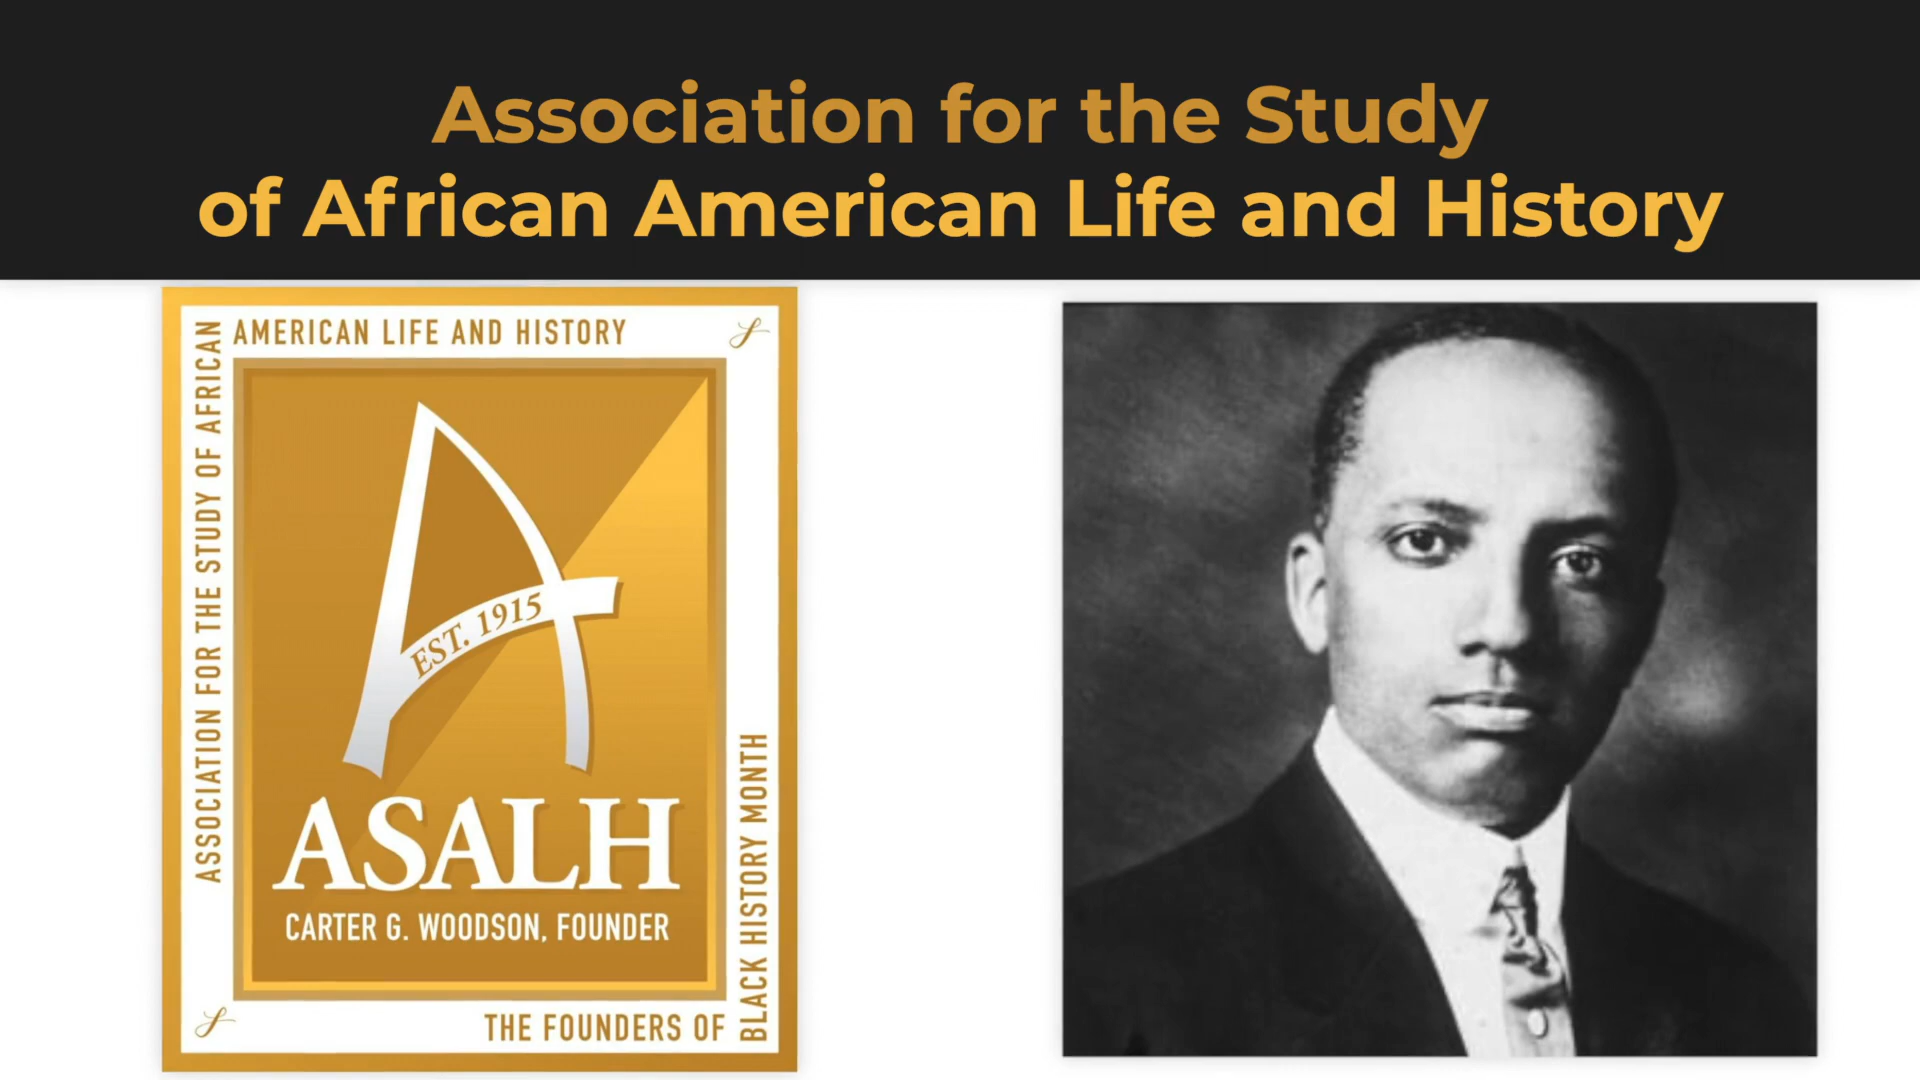 Association for the Study
of African American Life and History
ASSOCIATION FOR THE STUDY OF AFRICAN
AMERICAN LIFE AND HISTORY
EST. 1915
ASALH
CARTER G. WOODSON, FOUNDER
THE FOUNDERS OF
BLACK HISTORY MONTH